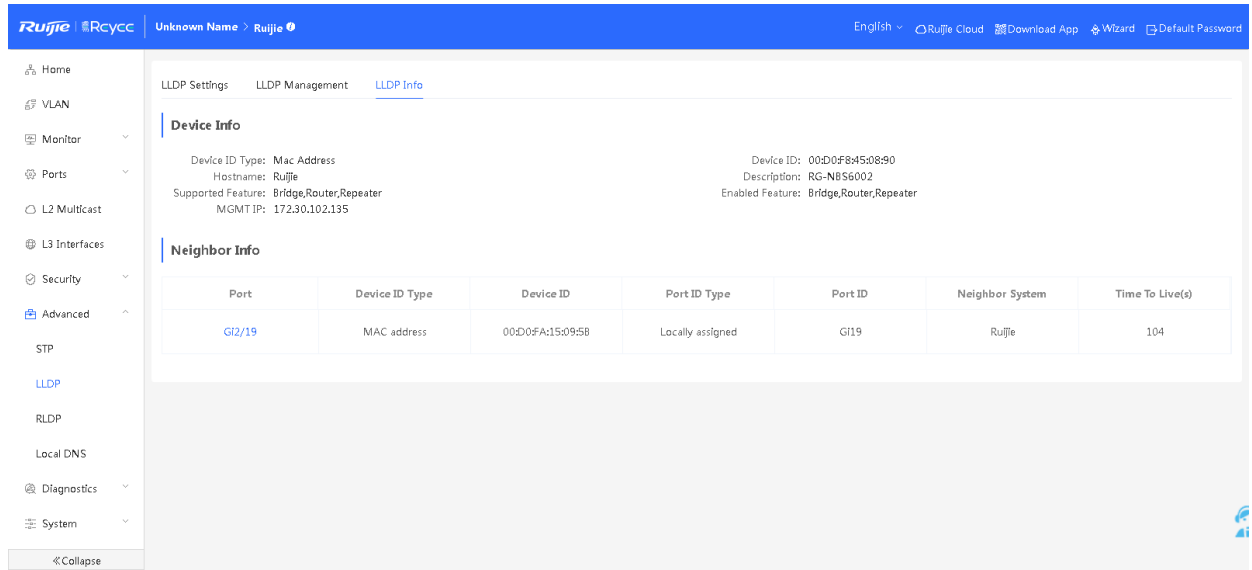 Ruijie Rcycc Unknown Name > Ruijie
English Ruijie Cloud Download App Wizard Default Password
Home
VLAN
Monitor
Ports
L2 Multicast
L3 Interfaces
Security
Advanced
STP
LLDP
RLDP
Local DNS
Diagnostics
System
«Collapse
LLDP Settings LLDP Management LLDP Info
Device Info
Device ID Type: Mac Address Device ID: 00:D0:F8:45:08:90
Hostname: Ruijie Description: RG-NBS6002
Supported Feature: Bridge,Router,Repeater Enabled Feature: Bridge,Router,Repeater
MGMT IP: 172.30.102.135
Neighbor Info
Port Device ID Type Device ID Port ID Type Port ID Neighbor System Time To Live(s)
Gi2/19 MAC address 00:D0:FA:15:09:5B Locally assigned Gi19 Ruijie 104